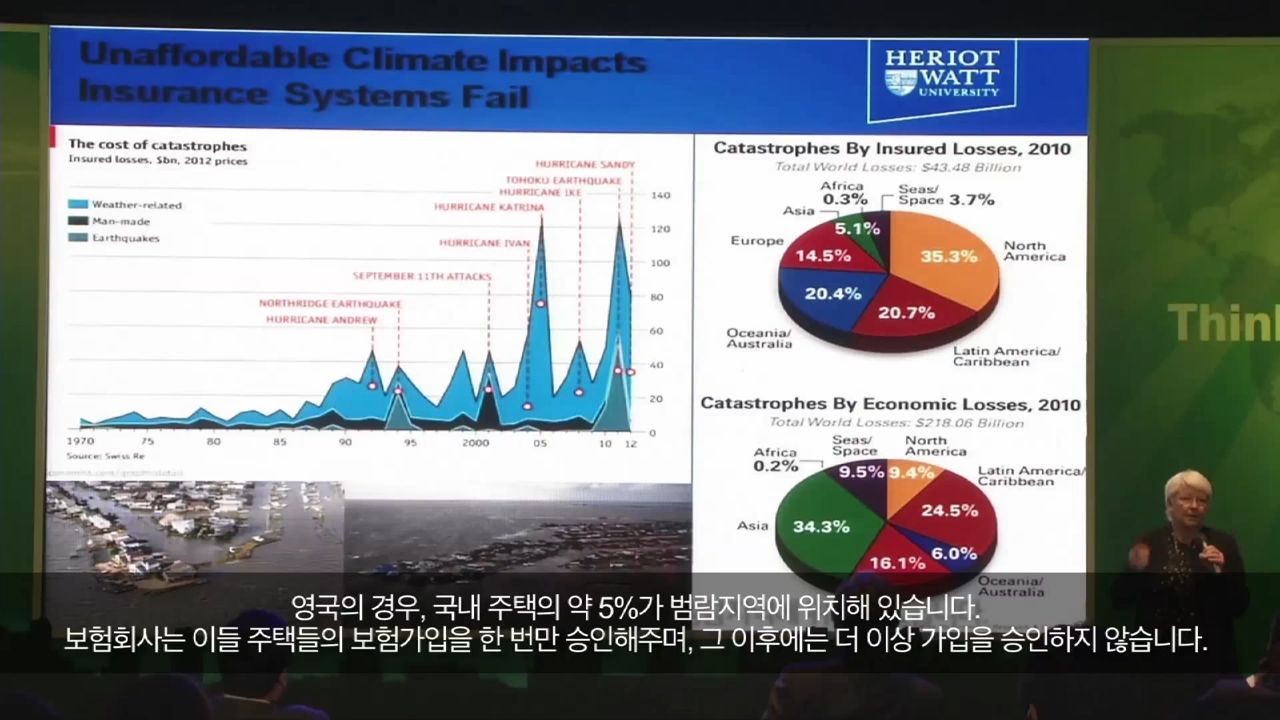 Unaffordable Climate Impacts
Insurance Systems Fail
HERIOT
WATT
UNIVERSITY
The cost of catastrophes
Insured losses, $bn, 2012 prices
Weather-related
Man-made
Earthquakes
HURRICANE SANDY
TOHOKU EARTHQUAKE
HURRICANE IKE
HURRICANE KATRINA
HURRICANE IVAN
SEPTEMBER 11TH ATTACKS
NORTHRIDGE EARTHQUAKE
HURRICANE ANDREW
140
120
100
80
60
40
20
0
1970 75 80 85 90 95 2000 05 10 12
Source: Swiss Re
Catastrophes By Insured Losses, 2010
Total World Losses: $43.48 Billion
Africa
0.3%
Seas/
Space 3.7%
Asia
5.1%
Europe
14.5%
35.3%
North
America
20.4%
20.7%
Oceania/
Australia
Latin America/
Caribbean
Catastrophes By Economic Losses, 2010
Total World Losses: $218.06 Billion
Africa
0.2%
Seas/
Space
9.5%
North
America
9.4%
Latin America/
Caribbean
24.5%
Asia
34.3%
16.1%
6.0%
Oceania/
Australia
Thin
영국의 경우, 국내 주택의 약 5%가 범람지역에 위치해 있습니다.
보험회사는 이들 주택들의 보험가입을 한 번만 승인해주며, 그 이후에는 더 이상 가입을 승인하지 않습니다.